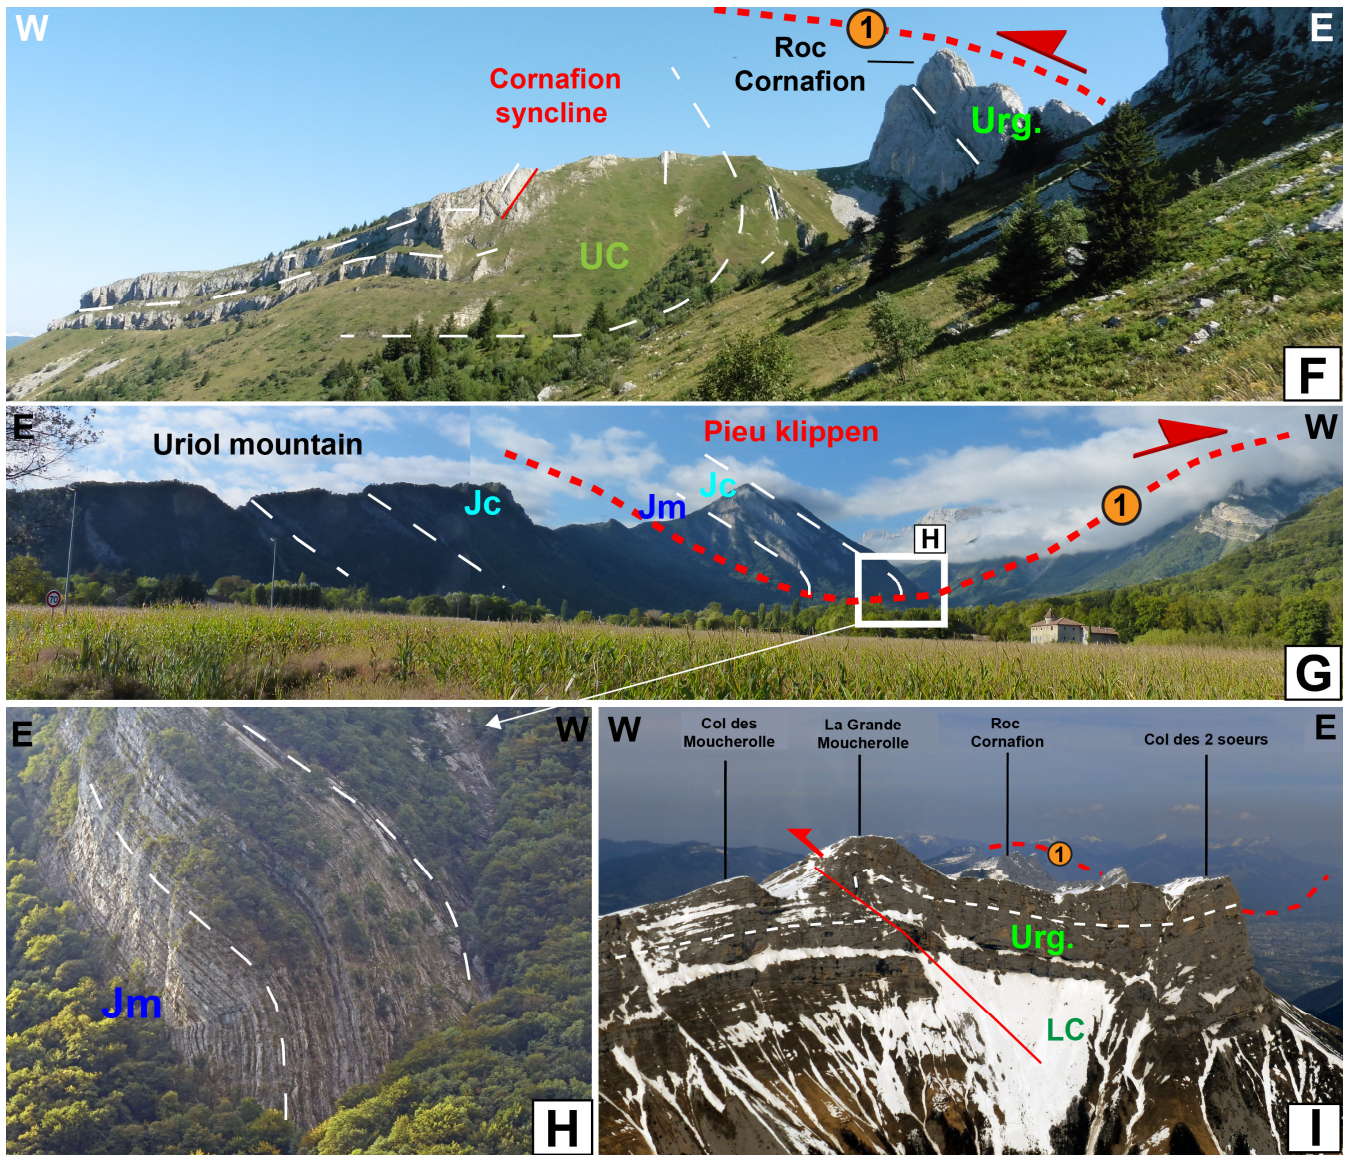 W
1
E
Roc
Cornafion
Cornafion
syncline
Urg.
UC
F
E
Uriol mountain
Pieu klippen
W
Jc
Jc
Jm
1
H
70
G
E
W
Jm
H
W
Col des
Moucherolle
La Grande
Moucherolle
Roc
Cornafion
Col des 2 soeurs
E
1
Urg.
LC
I